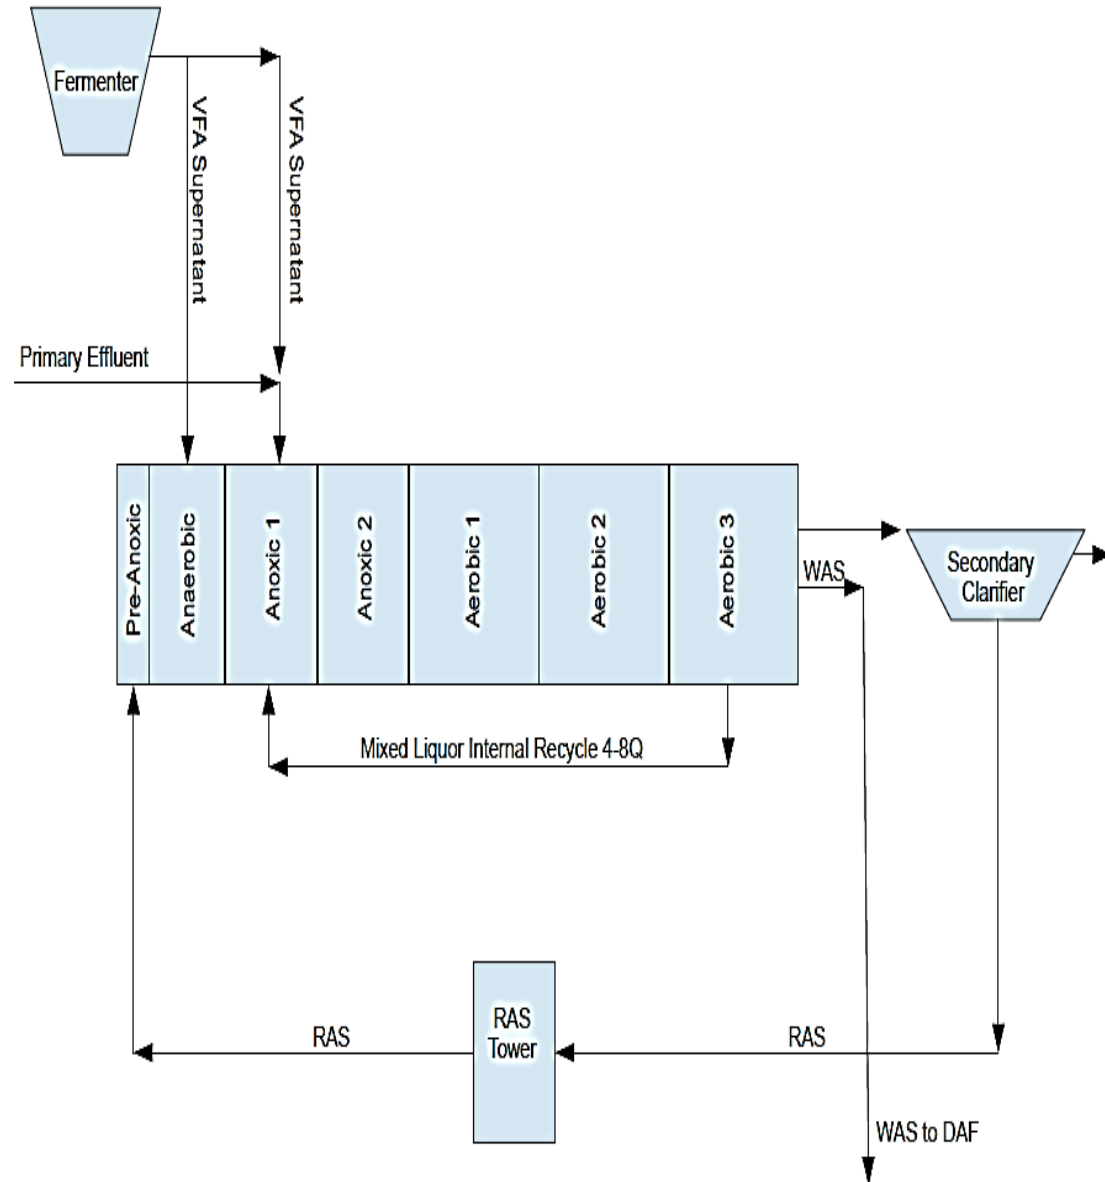 Fermenter
VFA Supernatant
VFA Supernatant
Primary Effluent
Pre-Anoxic
Anaerobic
Anoxic 1
Anoxic 2
Aerobic 1
Aerobic 2
Aerobic 3
WAS
Secondary
Clarifier
Mixed Liquor Internal Recycle 4-8Q
RAS
RAS
Tower
RAS
WAS to DAF